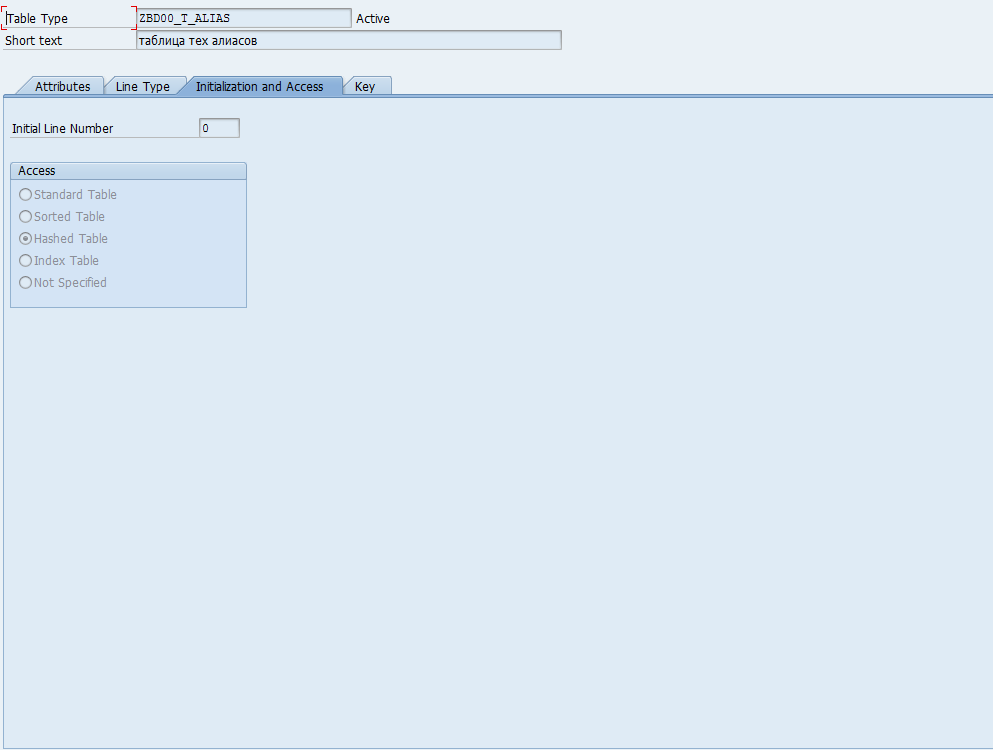 Table Type ZBD00_T_ALIAS Active
Short text таблица тех алиасов
Attributes Line Type Initialization and Access Key
Initial Line Number 0
Access
Standard Table
Sorted Table
Hashed Table
Index Table
Not Specified